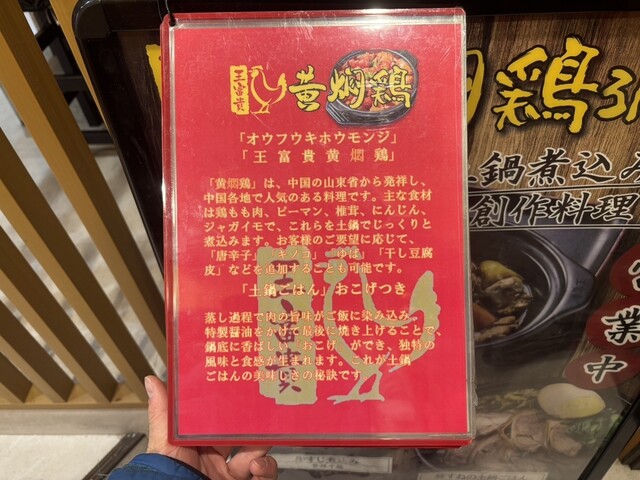 王富貴
黄焖鶏
「オウフウキホウモンジ」
「王富貴黄焖鶏」
「黄焖鶏」は、中国の山東省から発祥し、
中国各地で人気のある料理です。主な食材
は鶏もも肉、ピーマン、椎茸、にんじん、
ジャガイモで、これらを土鍋でじっくりと
煮込みます。お客様のご要望に応じて、
「唐辛子」「キノコ」「ゆば」「干し豆腐
皮」などを追加することも可能です。
「土鍋ごはん」おこげつき
蒸し過程で肉の旨味がご飯に染み込み、
特製醤油をかけて最後に焼き上げることで、
鍋底に香ばしい おこげ ができ、独特の
風味と食感が生まれます。これが土鍋
ごはんの美味しさの秘訣です
鶏
土鍋煮込み
創作料理
営業中